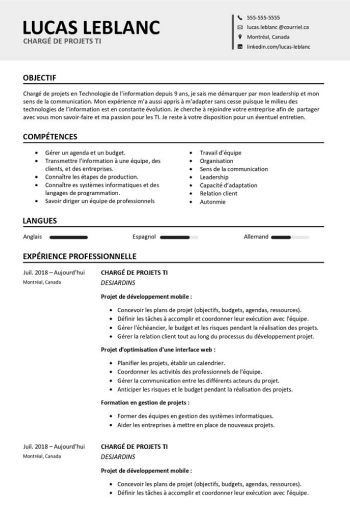 LUCAS LEBLANC
CHARGÉ DE PROJETS TI
555-555-5555
lucas.leblanc @courriel.ca
Montréal, Canada
linkedin.com/lucas-leblanc
OBJECTIF
Chargé de projets en Technologie de l'information depuis 9 ans, je sais me démarquer par mon leadership et mon
sens de la communication. Mon expérience m'a aussi appris à m'adapter sans cesse puisque le milieu des
technologies de l'information est en constante évolution. Je cherche à rejoindre votre entreprise afin de partager
avec vous mon savoir-faire et ma passion pour les TI. Je reste à votre disposition pour un éventuel entretien.
COMPÉTENCES
• Gérer un agenda et un budget.
• Transmettre l'information à une équipe, des
clients, et des entreprises.
• Connaître les étapes de production.
• Connaître es systèmes informatiques et des
langages de programmation.
• Savoir diriger un équipe de professionnels
• Travail d'équipe
• Organisation
• Sens de la communication
• Leadership
• Capacité d'adaptation
• Relation client
• Autonmie
LANGUES
Anglais
Espagnol
Allemand
EXPÉRIENCE PROFESSIONNELLE
Juil. 2018 – Aujourd'hui
Montréal, Canada
CHARGÉ DE PROJETS TI
DESJARDINS
Projet de développement mobile :
• Concevoir les plans de projet (objectifs, budgets, agendas, ressources).
• Définir les tâches à accomplir et coordonner leur exécution avec l'équipe.
• Gérer l'échéancier, le budget et les risques pendant la réalisation des projets.
• Gérer la relation client tout au long du processus du développement projet.
Projet d'optimisation d'une interface web :
• Planifier les projets, établir un calendrier.
• Coordonner les activités des professionnels de l'équipe.
• Gérer la communication entre les différents acteurs du projet.
• Anticiper les risques et le budget pendant la réalisation des projets.
Formation en gestion de projets :
• Former des équipes en gestion des systèmes informatiques.
• Aider les entreprises à mettre en place de nouveaux projets.
Juil. 2018 – Aujourd'hui
Montréal, Canada
CHARGÉ DE PROJETS TI
DESJARDINS
Projet de développement mobile :
• Concevoir les plans de projet (objectifs, budgets, agendas, ressources).
• Définir les tâches à accomplir et coordonner leur exécution avec l'équipe.